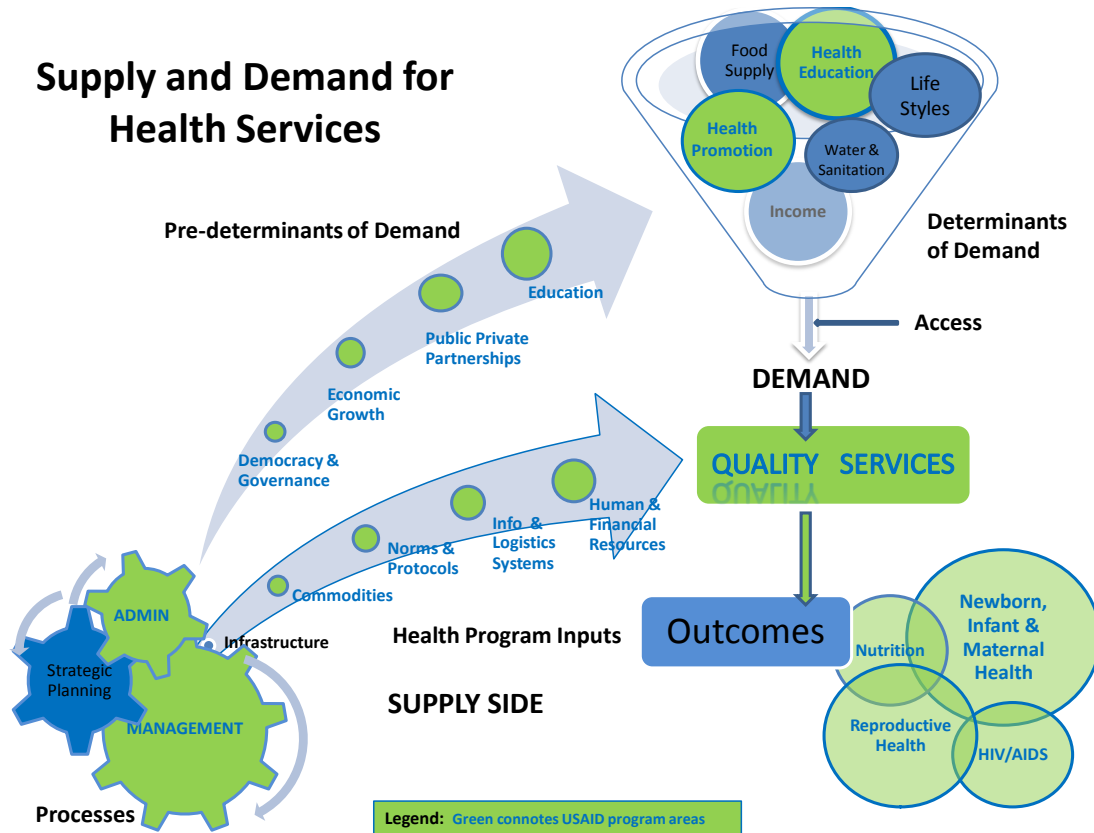 Supply and Demand for
Health Services
Food
Supply
Health
Education
Life
Styles
Health
Promotion
Water &
Sanitation
Income
Pre-determinants of Demand
Determinants
of Demand
Education
Public Private
Partnerships
Economic
Growth
Democracy &
Governance
Access
DEMAND
QUALITY SERVICES
Human &
Financial
Resources
Info &
Logistics
Systems
Norms &
Protocols
Commodities
Infrastructure
Health Program Inputs
Outcomes
ADMIN
Strategic
Planning
MANAGEMENT
SUPPLY SIDE
Processes
Nutrition
Newborn,
Infant &
Maternal
Health
Reproductive
Health
HIV/AIDS
Legend: Green connotes USAID program areas